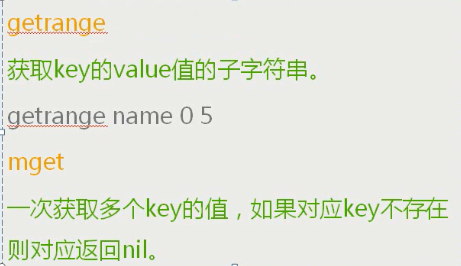 getrange
获取key的value值的子字符串。
getrange name 0 5
mget
一次获取多个key的值，如果对应key不存在
则对应返回nil。